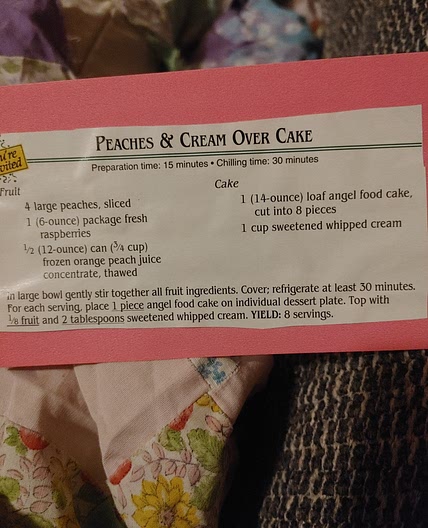 PEACHES & CREAM OVER CAKE
Preparation time: 15 minutes • Chilling time: 30 minutes
Fruit
4 large peaches, sliced
1 (6-ounce) package fresh
raspberries
1/2 (12-ounce) can (3/4 cup)
frozen orange peach juice
concentrate, thawed
Cake
1 (14-ounce) loaf angel food cake,
cut into 8 pieces
1 cup sweetened whipped cream
In large bowl gently stir together all fruit ingredients. Cover; refrigerate at least 30 minutes.
For each serving, place 1 piece angel food cake on individual dessert plate. Top with
1/8 fruit and 2 tablespoons sweetened whipped cream. YIELD: 8 servings.